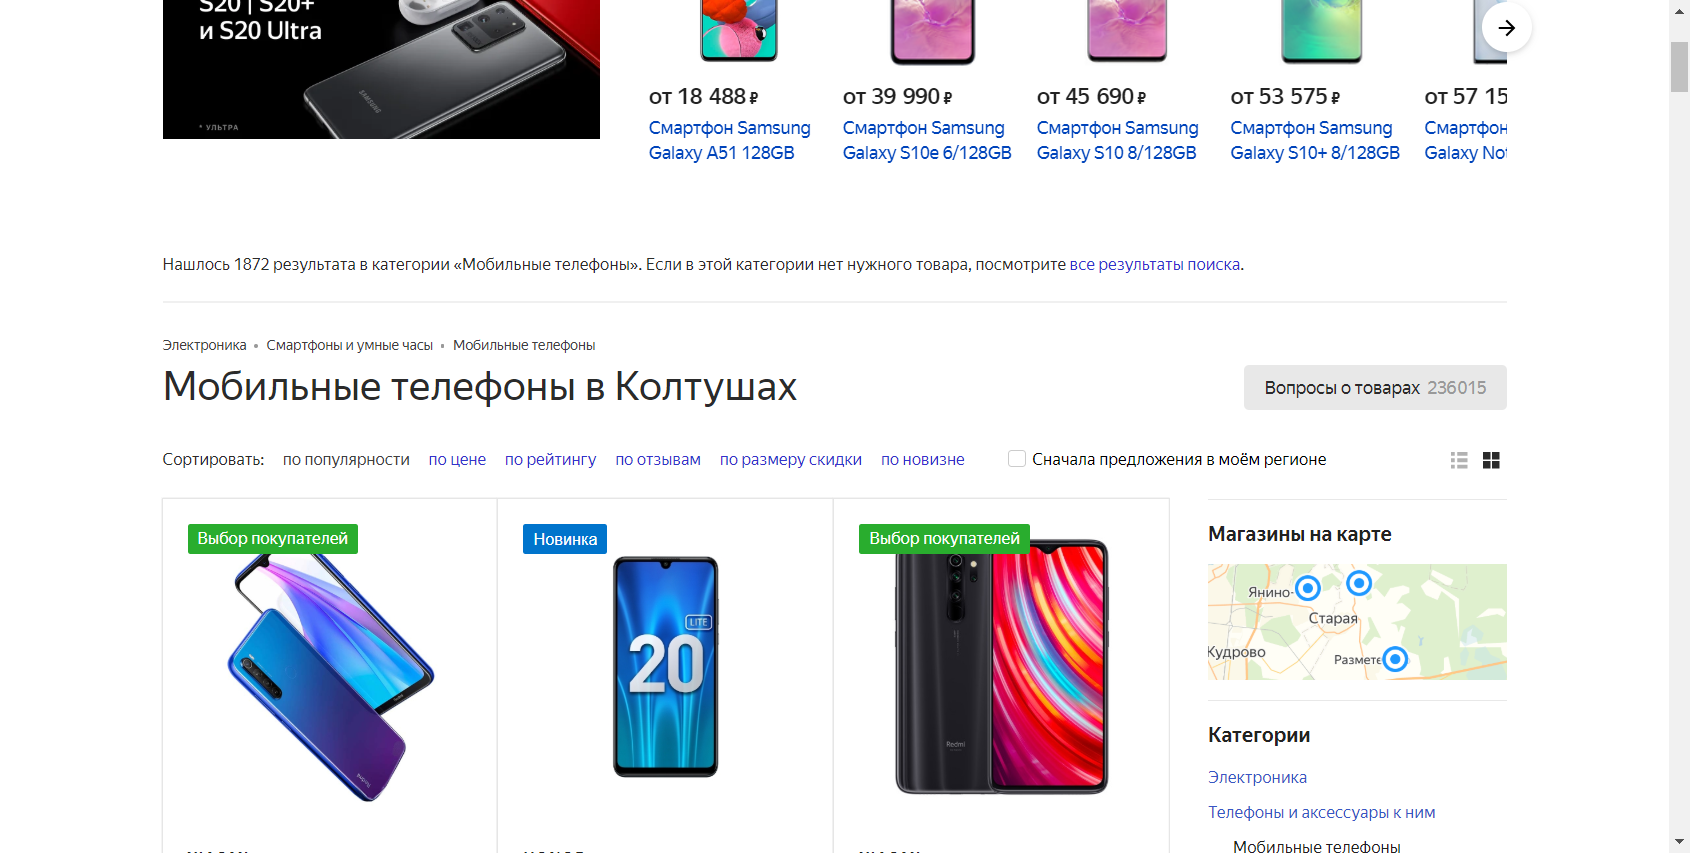 S20 | S20+
и S20 Ultra
* УЛЬТРА
SAMSUNG
от 18 488 ₽
Смартфон Samsung
Galaxy A51 128GB
от 39 990 ₽
Смартфон Samsung
Galaxy S10e 6/128GB
от 45 690 ₽
Смартфон Samsung
Galaxy S10 8/128GB
от 53 575 ₽
Смартфон Samsung
Galaxy S10+ 8/128GB
от 57 15
Смартфон
Galaxy Not
Нашлось 1872 результата в категории «Мобильные телефоны». Если в этой категории нет нужного товара, посмотрите все результаты поиска.
Электроника • Смартфоны и умные часы • Мобильные телефоны
Мобильные телефоны в Колтушах
Вопросы о товарах 236015
Сортировать: по популярности по цене по рейтингу по отзывам по размеру скидки по новизне Сначала предложения в моём регионе
Выбор покупателей
Новинка
LITE
20
Выбор покупателей
Redmi
Магазины на карте
Янино-
Старая
Кудрово
Размете
Категории
Электроника
Телефоны и аксессуары к ним
Мобильные телефоны